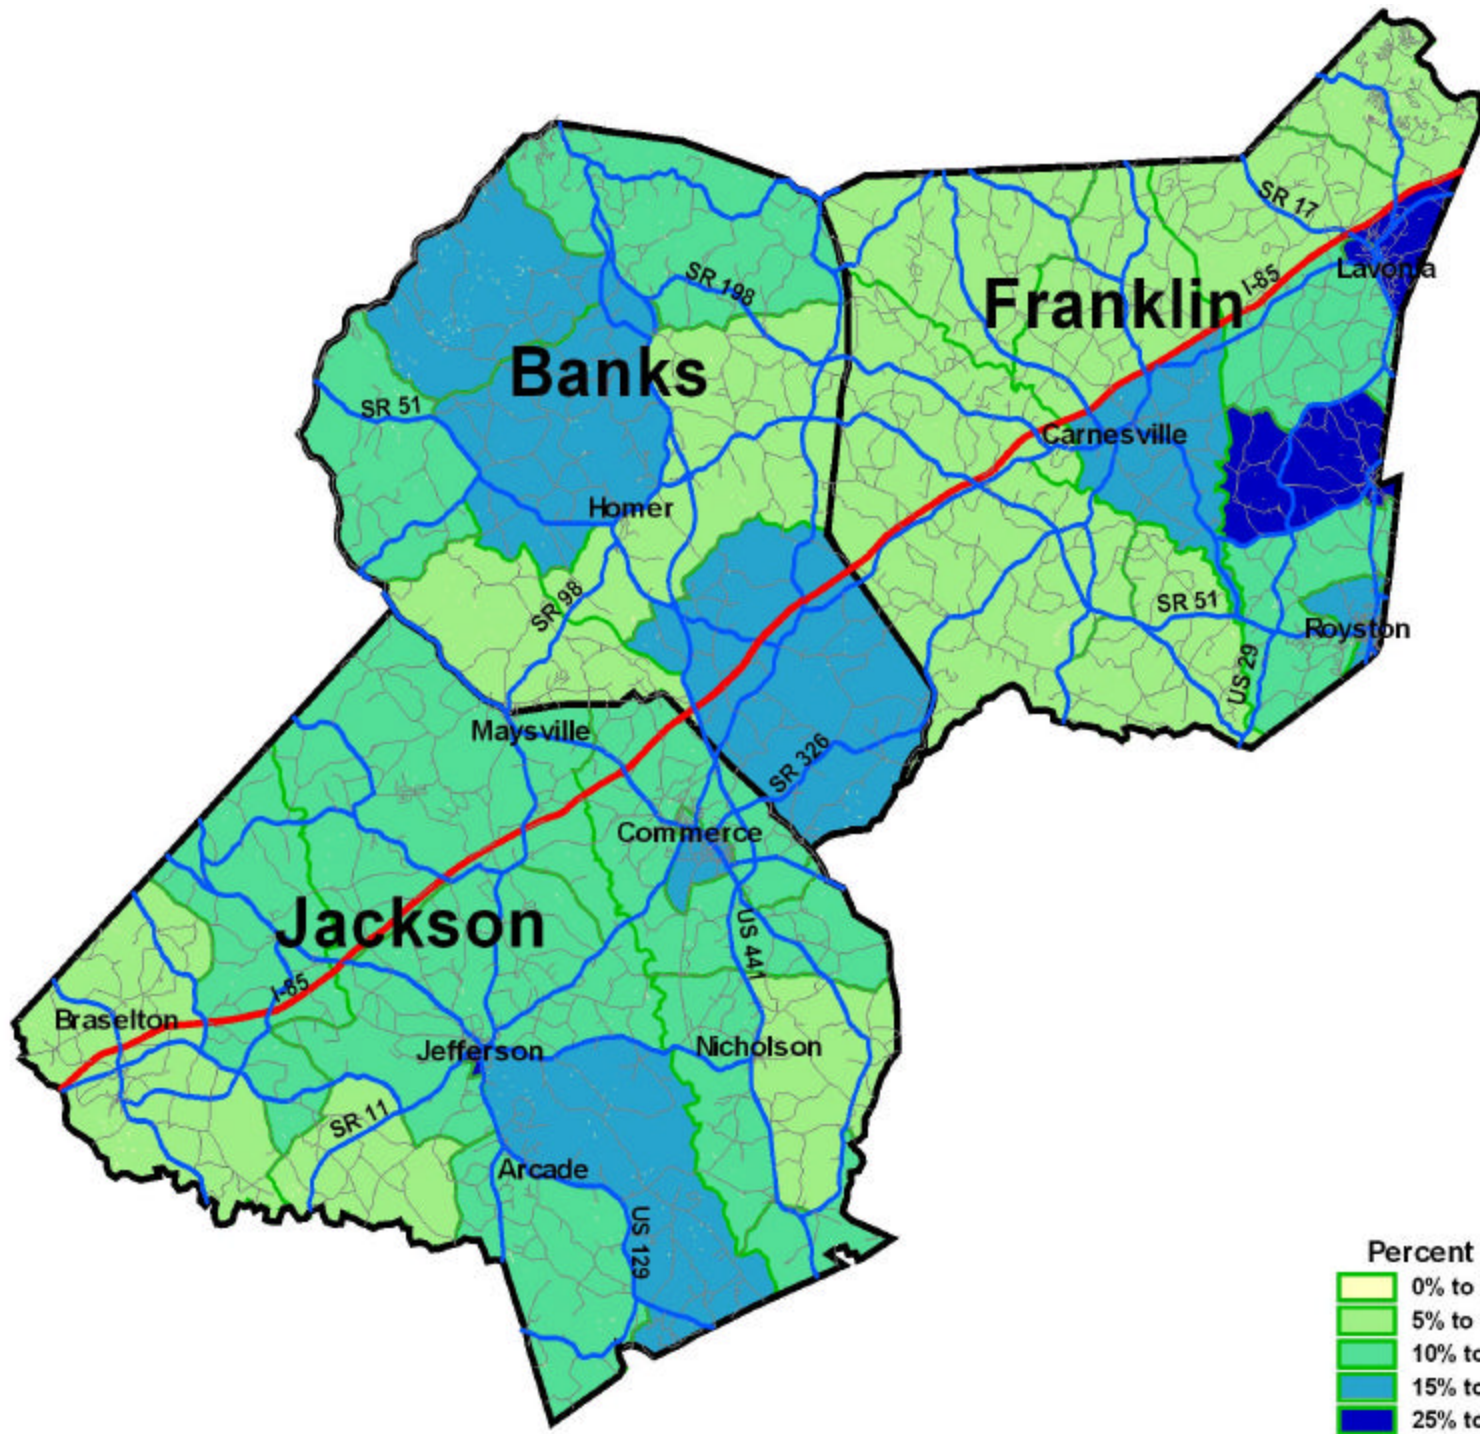 SR 17
Lavonia
I-85
Franklin
SR 198
Banks
SR 51
Carnesville
Homer
SR 98
SR 51
Royston
US 29
Maysville
SR 326
Commerce
Jackson
US 441
I-85
Braselton
Jefferson
Nicholson
SR 11
Arcade
US 129
Percent
0% to
5% to
10% to
15% to
25% to